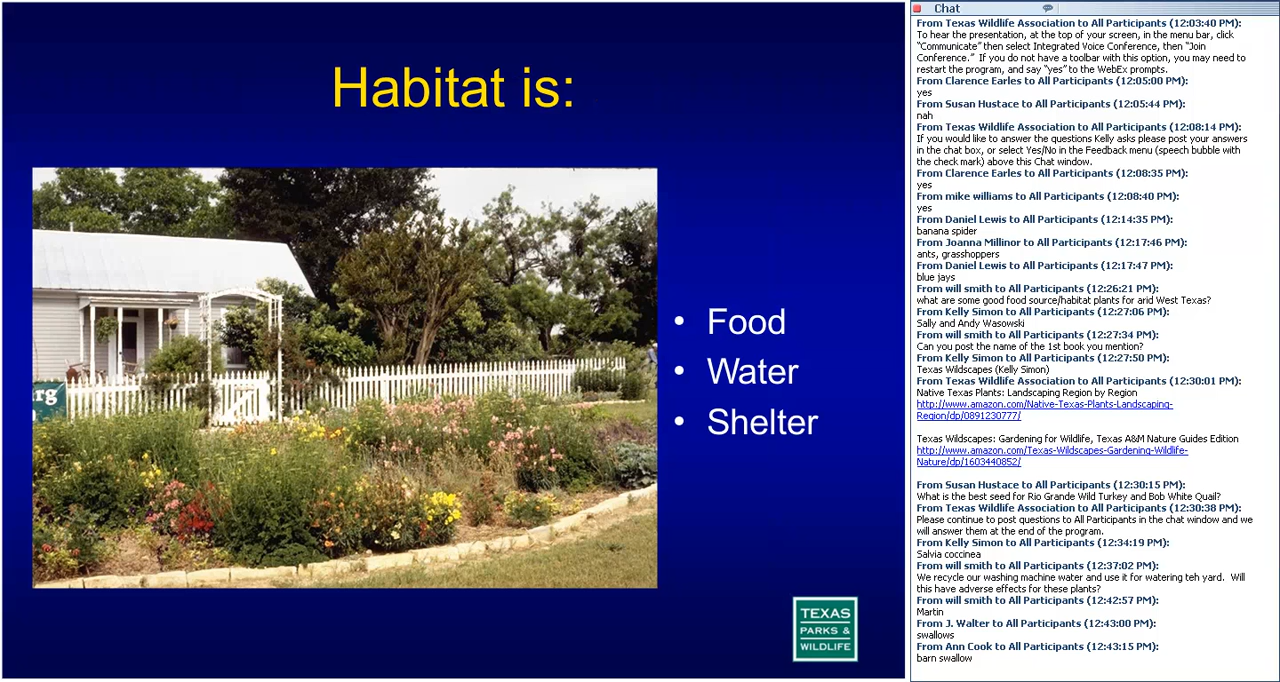 Habitat is:
rg
• Food
• Water
• Shelter
TEXAS
PARKS &
WILDLIFE
Chat
From Texas Wildlife Association to All Participants (12:03:40 PM):
To hear the presentation, at the top of your screen, in the menu bar, click
"Communicate" then select Integrated Voice Conference, then "Join
Conference." If you do not have a toolbar with this option, you may need to
restart the program, and say "yes" to the WebEx prompts.
From Clarence Earles to All Participants (12:05:00 PM):
yes
From Susan Hustace to All Participants (12:05:44 PM):
nah
From Texas Wildlife Association to All Participants (12:08:14 PM):
If you would like to answer the questions Kelly asks please post your answers
in the chat box, or select Yes/No in the Feedback menu (speech bubble with
the check mark) above this Chat window.
From Clarence Earles to All Participants (12:08:35 PM):
yes
From mike williams to All Participants (12:08:40 PM):
yes
From Daniel Lewis to All Participants (12:14:35 PM):
banana spider
From Joanna Millinor to All Participants (12:17:46 PM):
ants, grasshoppers
From Daniel Lewis to All Participants (12:17:47 PM):
blue jays
From will smith to All Participants (12:26:21 PM):
what are some good food source/habitat plants for arid West Texas?
From Kelly Simon to All Participants (12:27:06 PM):
Sally and Andy Wasowski
From will smith to All Participants (12:27:34 PM):
Can you post the name of the 1st book you mention?
From Kelly Simon to All Participants (12:27:50 PM):
Texas Wildscapes (Kelly Simon)
From Texas Wildlife Association to All Participants (12:30:01 PM):
Native Texas Plants: Landscaping Region by Region
http://www.amazon.com/Native-Texas-Plants-Landscaping-
Region/dp/0891230777/
Texas Wildscapes: Gardening for Wildlife, Texas A&M Nature Guides Edition
http://www.amazon.com/Texas-Wildscapes-Gardening-Wildlife-
Nature/dp/1603440852/
From Susan Hustace to All Participants (12:30:15 PM):
What is the best seed for Rio Grande Wild Turkey and Bob White Quail?
From Texas Wildlife Association to All Participants (12:30:38 PM):
Please continue to post questions to All Participants in the chat window and we
will answer them at the end of the program.
From Kelly Simon to All Participants (12:34:19 PM):
Salvia coccinea
From will smith to All Participants (12:37:02 PM):
We recycle our washing machine water and use it for watering teh yard. Will
this have adverse effects for these plants?
From will smith to All Participants (12:42:57 PM):
Martin
From J. Walter to All Participants (12:43:00 PM):
swallows
From Ann Cook to All Participants (12:43:15 PM):
barn swallow